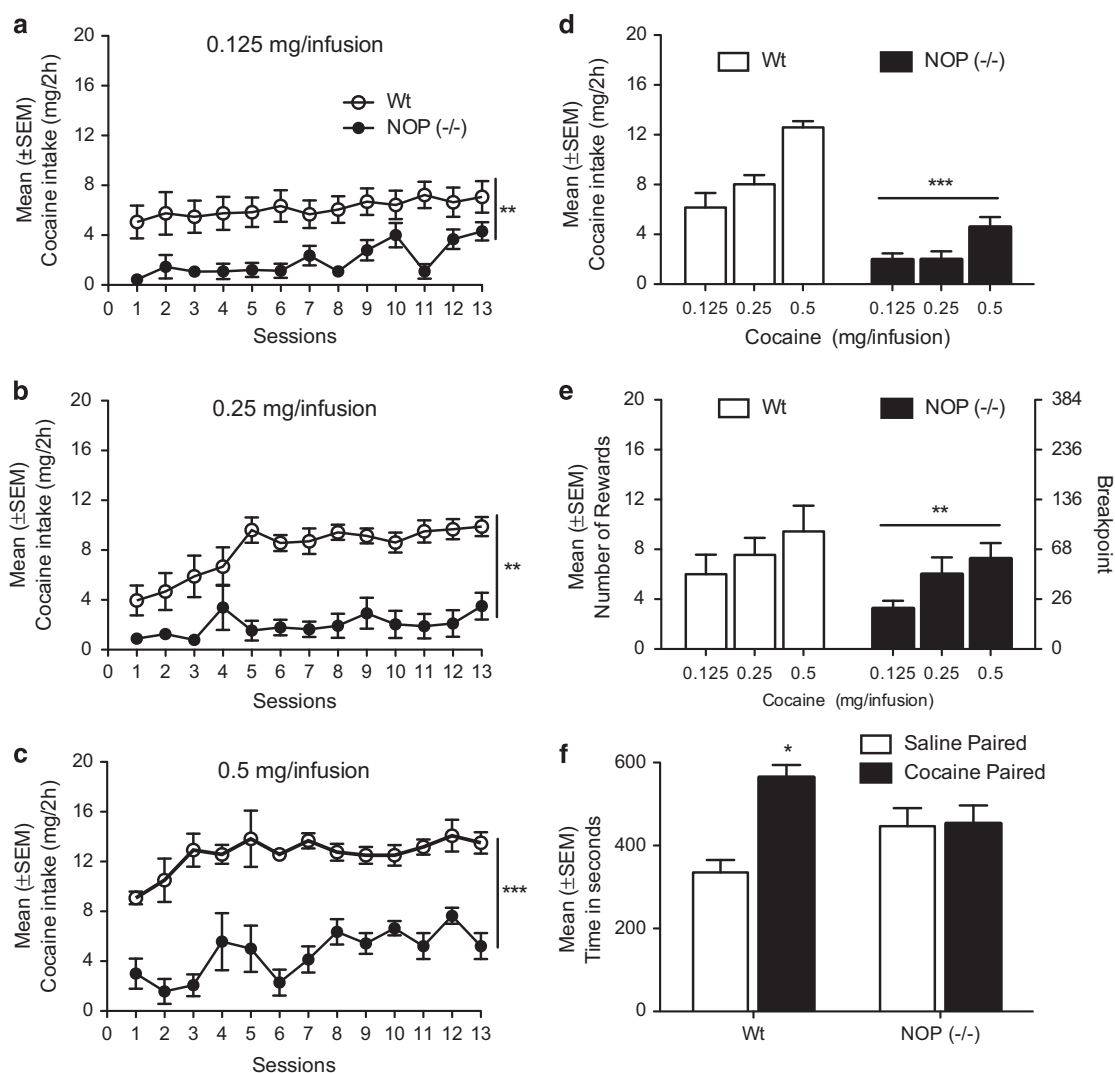 a
0.125 mg/infusion
Mean (±SEM)
Cocaine intake (mg/2h)
20
16
12
8
4
0
Wt
NOP (-/-)
**
0 1 2 3 4 5 6 7 8 9 10 11 12 13
Sessions
b
0.25 mg/infusion
Mean (±SEM)
Cocaine intake (mg/2h)
20
16
12
8
4
0
**
0 1 2 3 4 5 6 7 8 9 10 11 12 13
Sessions
c
0.5 mg/infusion
Mean (±SEM)
Cocaine intake (mg/2h)
20
16
12
8
4
0
***
0 1 2 3 4 5 6 7 8 9 10 11 12 13
Sessions
d
Wt
NOP (-/-)
Mean (±SEM)
Cocaine intake (mg/2h)
20
16
12
8
4
0
***
0.125 0.25 0.5 0.125 0.25 0.5
Cocaine (mg/infusion)
e
Wt
NOP (-/-)
Mean (±SEM)
Number of Rewards
20
16
12
8
4
0
**
384
236
136
68
26
0
Breakpoint
0.125 0.25 0.5 0.125 0.25 0.5
Cocaine (mg/infusion)
f
Saline Paired
Cocaine Paired
Mean (±SEM)
Time in seconds
600
400
200
0
*
Wt NOP (-/-)